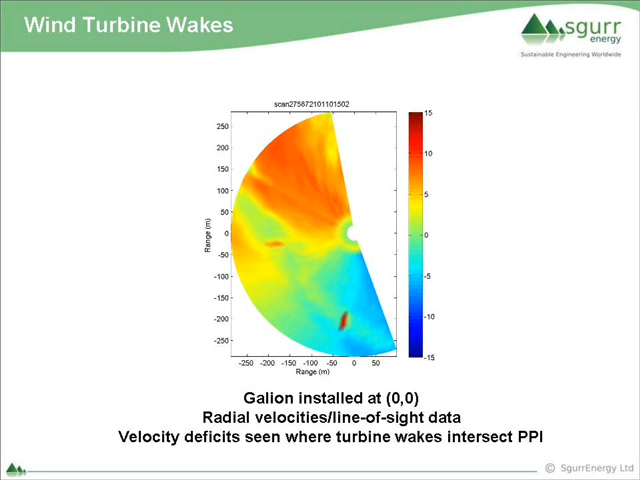 Wind Turbine Wakes
sgurr
energy
Sustainable Engineering Worldwide
scan275672101101502
250
200
150
100
50
0
-50
-100
-150
-200
-250
Range (m)
-250 -200 -150 -100 -50 0 50
Range (m)
15
10
5
0
-5
-10
-15
Galion installed at (0,0)
Radial velocities/line-of-sight data
Velocity deficits seen where turbine wakes intersect PPI
© SgurrEnergy Ltd